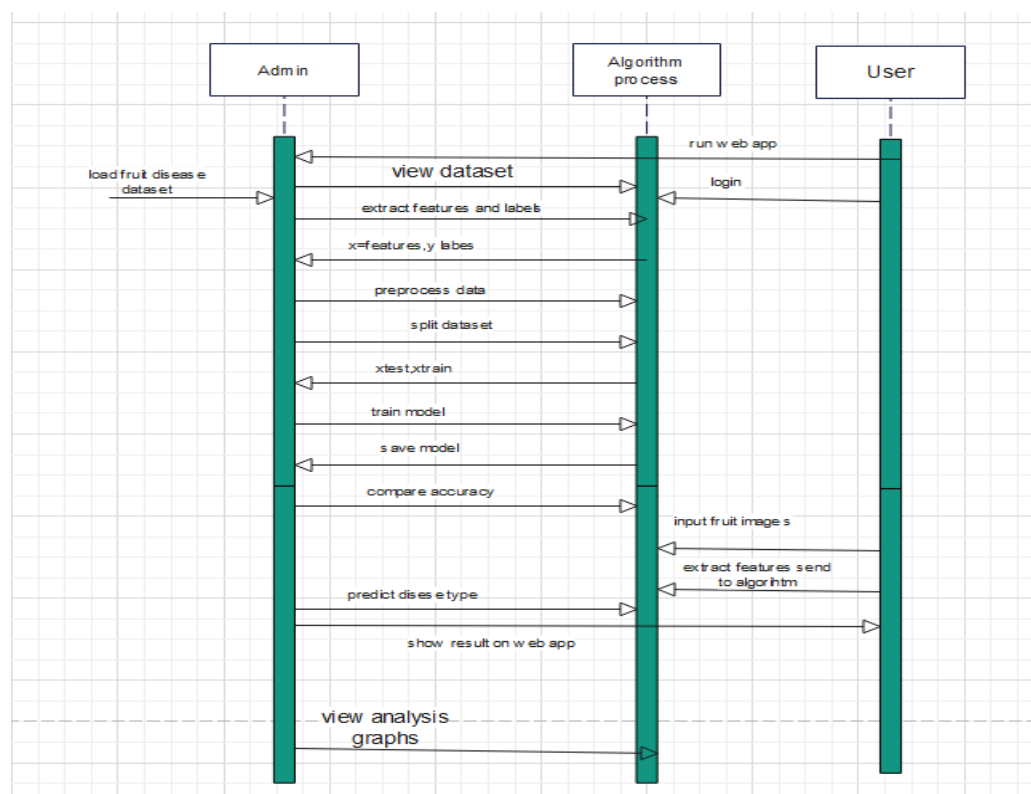 Admin
Algorithm
process
User
run web app
load fruit disease
dataset
view dataset
login
extract features and labels
x=features,y labes
preprocess data
split dataset
xtest,xtrain
train model
save model
compare accuracy
input fruit images
extract features send
to algorihtm
predict disese type
show result on web app
view analysis
graphs